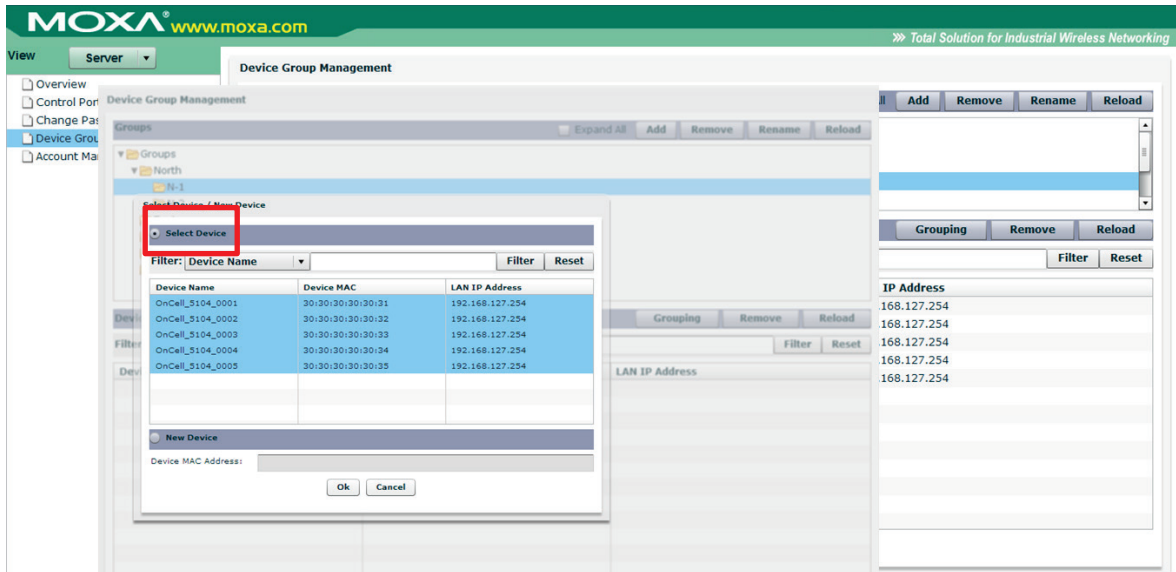 MOXA® www.moxa.com
Total Solution for Industrial Wireless Networking
View Server
Overview
Control Port
Change Pas
Device Grou
Account Ma
Device Group Management
All Add Remove Rename Reload
Grouping Remove Reload
Filter Reset
IP Address
.168.127.254
.168.127.254
.168.127.254
.168.127.254
.168.127.254
Device Group Management
Groups Expand All Add Remove Rename Reload
Groups
North
N-1
Grouping Remove Reload
Filter Filter Reset
LAN IP Address
Select Device / New Device
Select Device
Filter: Device Name Filter Reset
Device Name Device MAC LAN IP Address
OnCell_5104_0001 30:30:30:30:30:31 192.168.127.254
OnCell_5104_0002 30:30:30:30:30:32 192.168.127.254
OnCell_5104_0003 30:30:30:30:30:33 192.168.127.254
OnCell_5104_0004 30:30:30:30:30:34 192.168.127.254
OnCell_5104_0005 30:30:30:30:30:35 192.168.127.254
New Device
Device MAC Address:
Ok Cancel